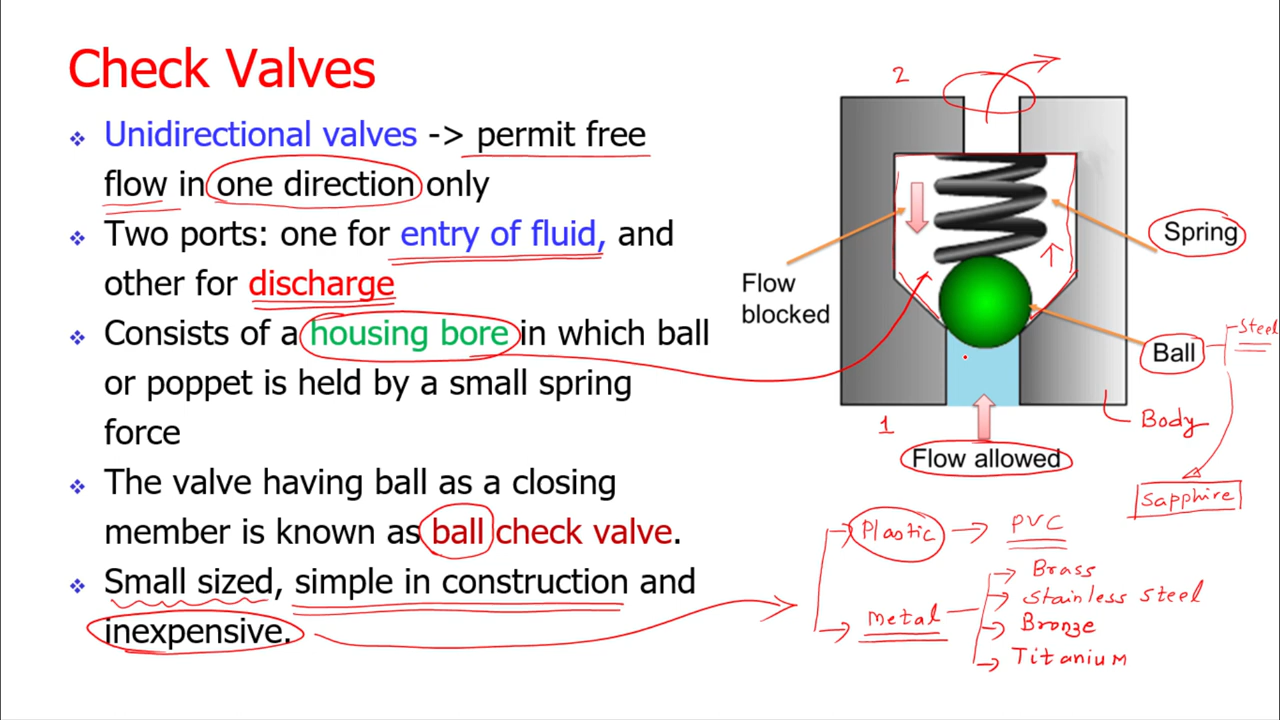 Check Valves
❖ Unidirectional valves -> permit free
flow in one direction only
❖ Two ports: one for entry of fluid, and
other for discharge
❖ Consists of a housing bore in which ball
or poppet is held by a small spring
force
❖ The valve having ball as a closing
member is known as ball check valve.
❖ Small sized, simple in construction and
inexpensive.
2
Spring
Flow
blocked
Steel
Ball
1
Body
Flow allowed
Sapphire
Plastic
PVC
Brass
Stainless steel
Metal
Bronze
Titanium